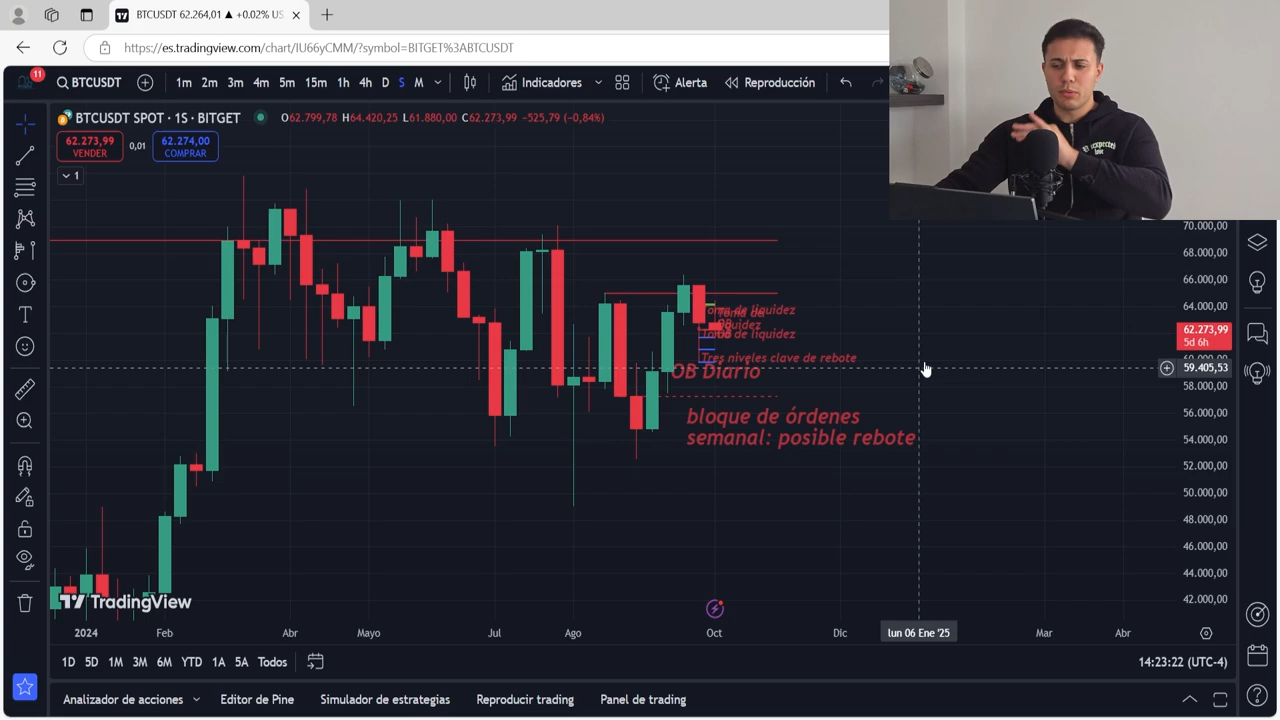 BTCUSDT 62.264,01 ▲ +0.02% US
https://es.tradingview.com/chart/IU66yCMM/?symbol=BITGET%3ABTCUSDT
11
BTCUSDT
1m 2m 3m 4m 5m 15m 1h D S M
Indicadores
Alerta
Reproducción
BTCUSDT SPOT · 1S · BITGET
O62.799,78 H64.420,25 L61.880,00 C62.273,99 -525,79 (-0,84%)
62.273,99
VENDER
0,01
62.274,00
COMPRAR
1
70.000,00
68.000,00
66.000,00
64.000,00
62.273,99
5d 6h
59.405,53
58.000,00
56.000,00
54.000,00
52.000,00
50.000,00
48.000,00
46.000,00
44.000,00
42.000,00
Toma de liquidez
Toma de liquidez
Tres niveles clave de rebote
OB Diario
bloque de órdenes
semanal: posible rebote
TradingView
2024 Feb Abr Mayo Jul Ago Oct Dic lun 06 Ene '25 Mar Abr
1D 5D 1M 3M 6M YTD 1A 5A Todos
14:23:22 (UTC-4)
Analizador de acciones
Editor de Pine
Simulador de estrategias
Reproducir trading
Panel de trading